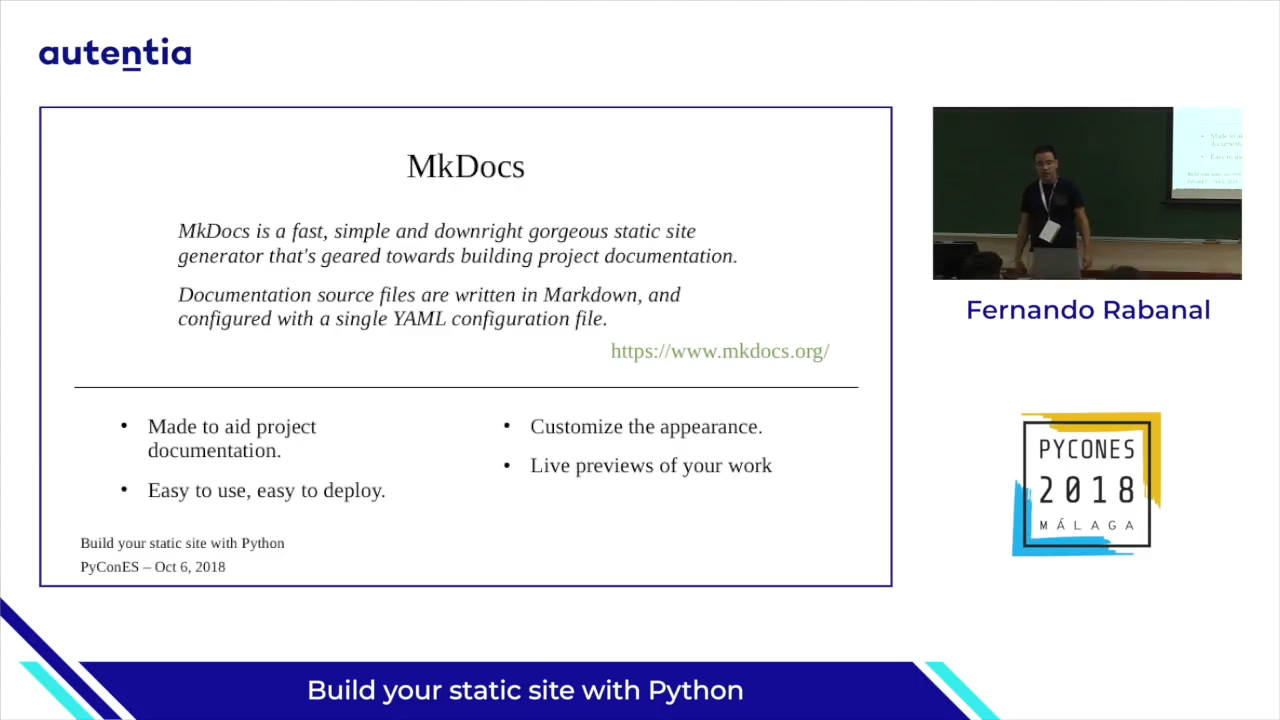 autentia
MkDocs
MkDocs is a fast, simple and downright gorgeous static site
generator that's geared towards building project documentation.
Documentation source files are written in Markdown, and
configured with a single YAML configuration file.
https://www.mkdocs.org/
• Made to aid project
documentation.
• Easy to use, easy to deploy.
• Customize the appearance.
• Live previews of your work
Build your static site with Python
PyConES – Oct 6, 2018
Fernando Rabanal
PYCONES
2018
MÁLAGA
Build your static site with Python